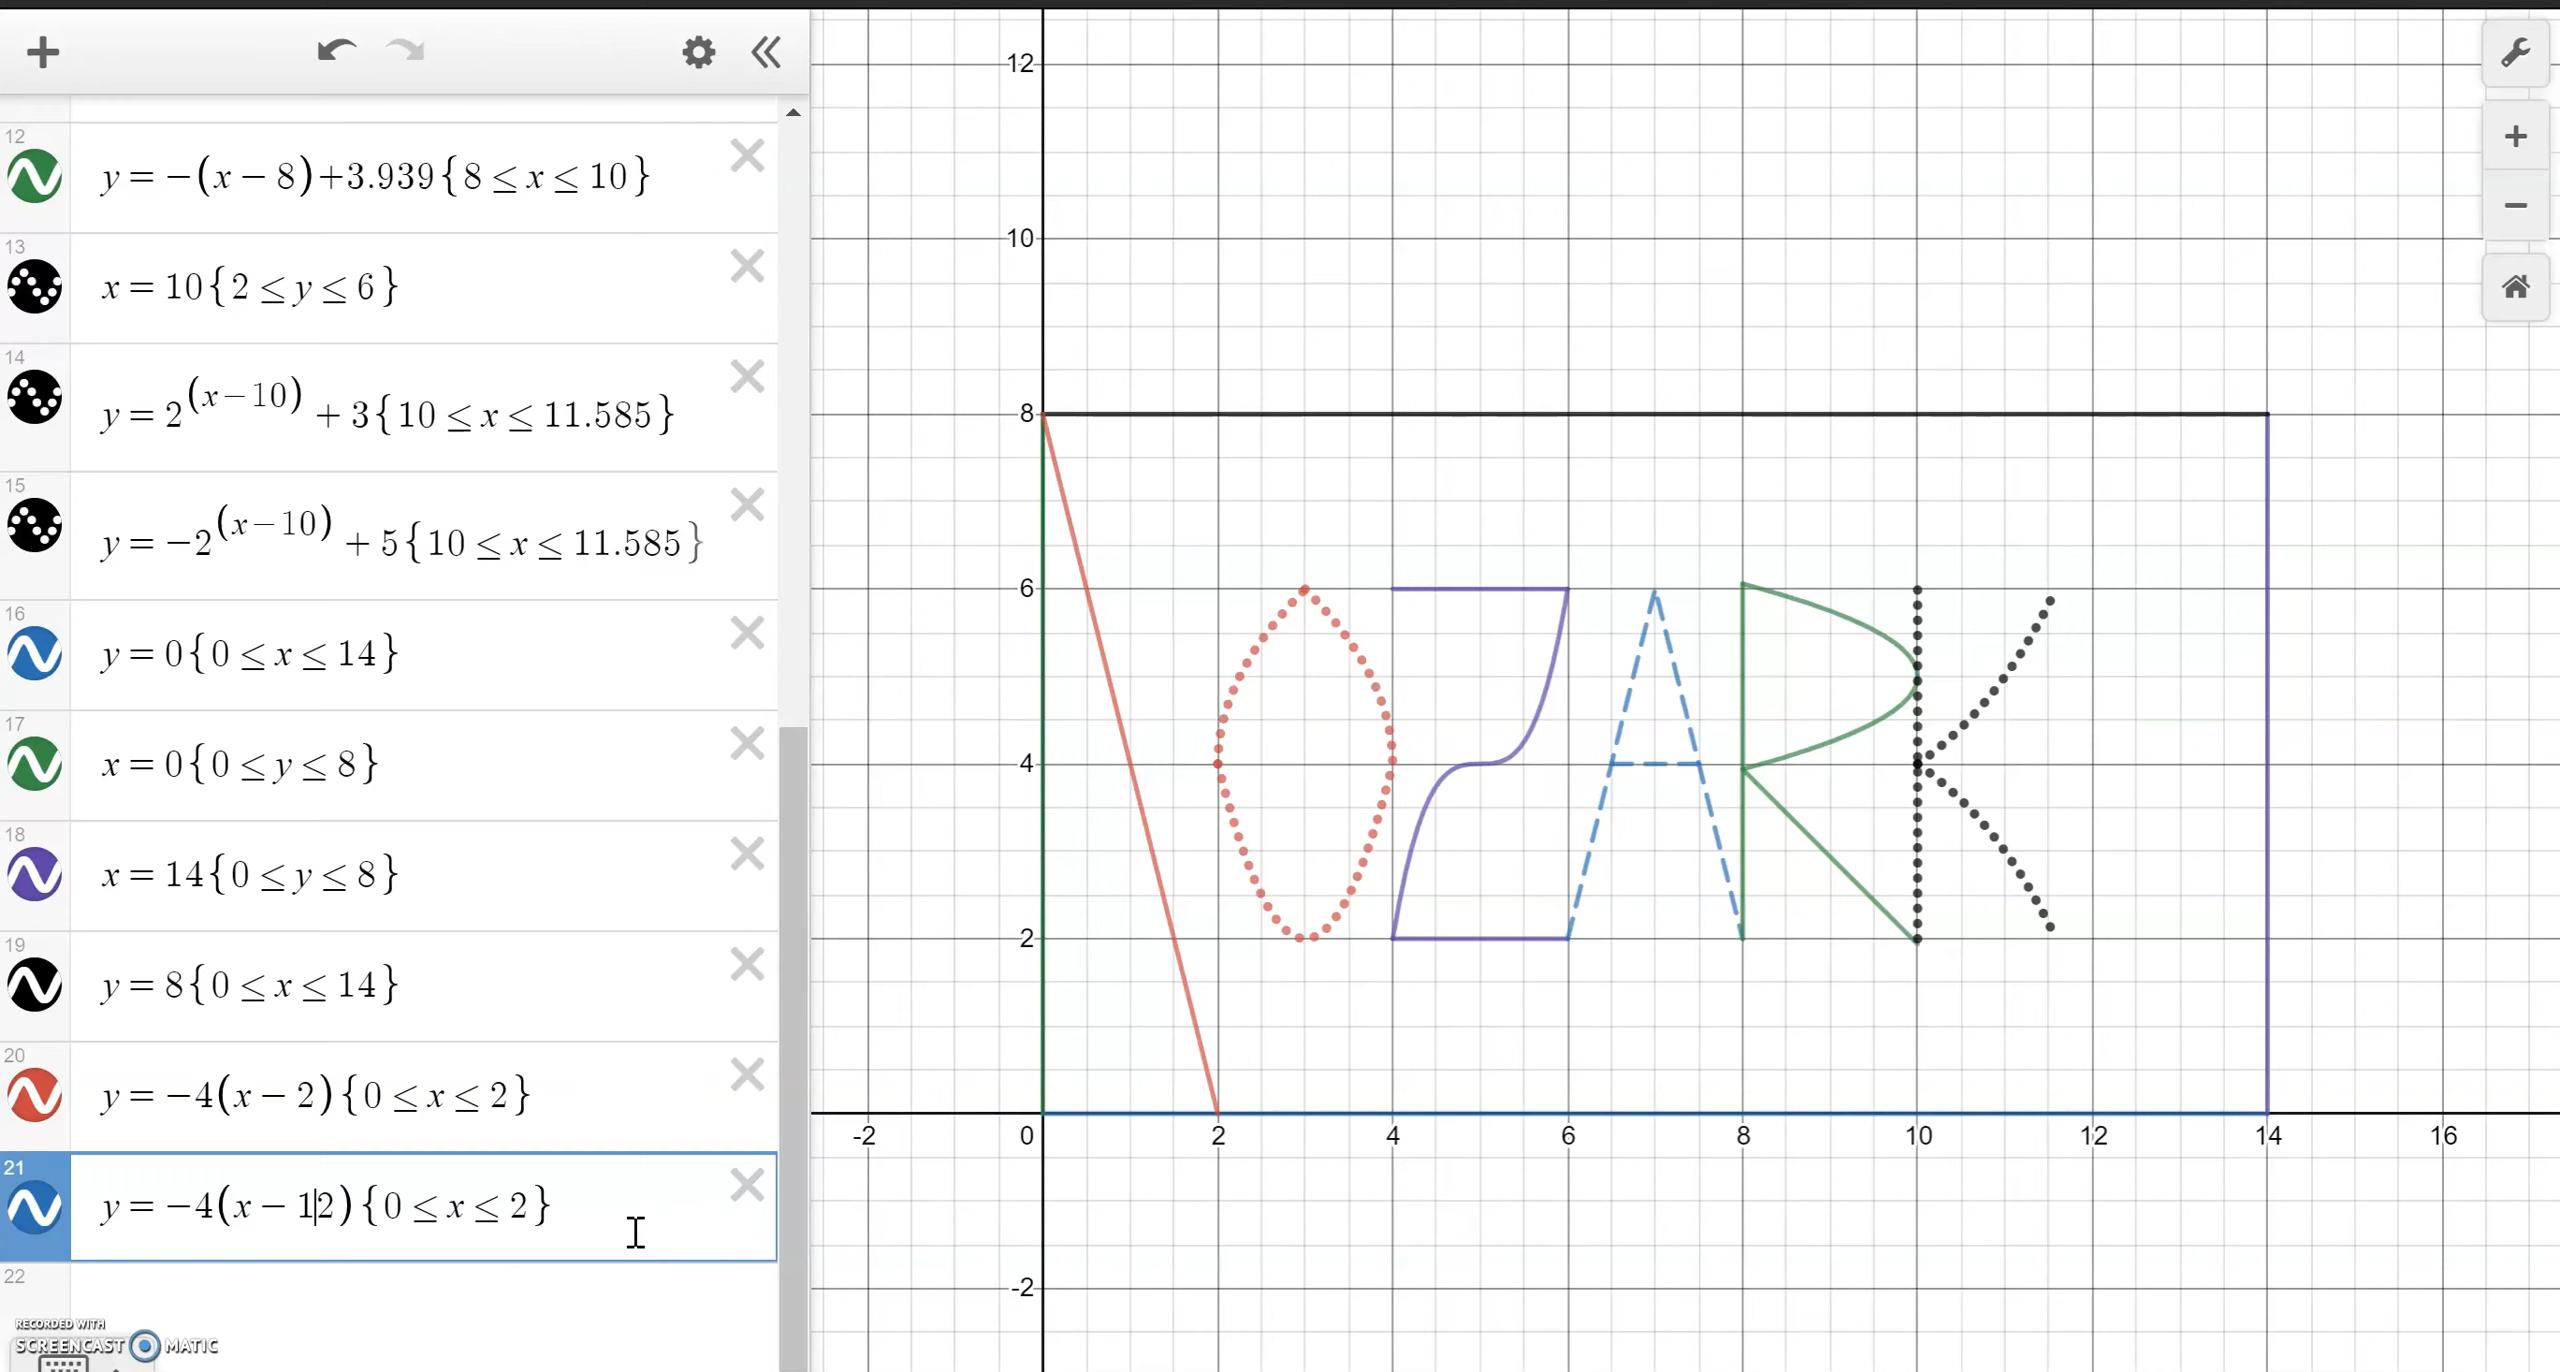 12
y = −(x − 8)+3.939{8 ≤ x ≤ 10}
13
x = 10{2 ≤ y ≤ 6}
14
y = 2^(x−10) + 3{10 ≤ x ≤ 11.585}
15
y = −2^(x−10) + 5{10 ≤ x ≤ 11.585}
16
y = 0{0 ≤ x ≤ 14}
17
x = 0{0 ≤ y ≤ 8}
18
x = 14{0 ≤ y ≤ 8}
19
y = 8{0 ≤ x ≤ 14}
20
y = −4(x − 2){0 ≤ x ≤ 2}
21
y = −4(x − 12){0 ≤ x ≤ 2}
22
RECORDED WITH
SCREENCAST MATIC
12
10
8
6
4
2
-2 0 2 4 6 8 10 12 14 16
-2